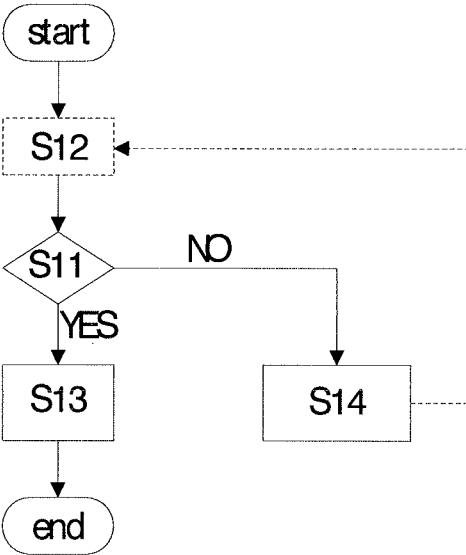 start
S12
S11
NO
YES
S13
S14
end